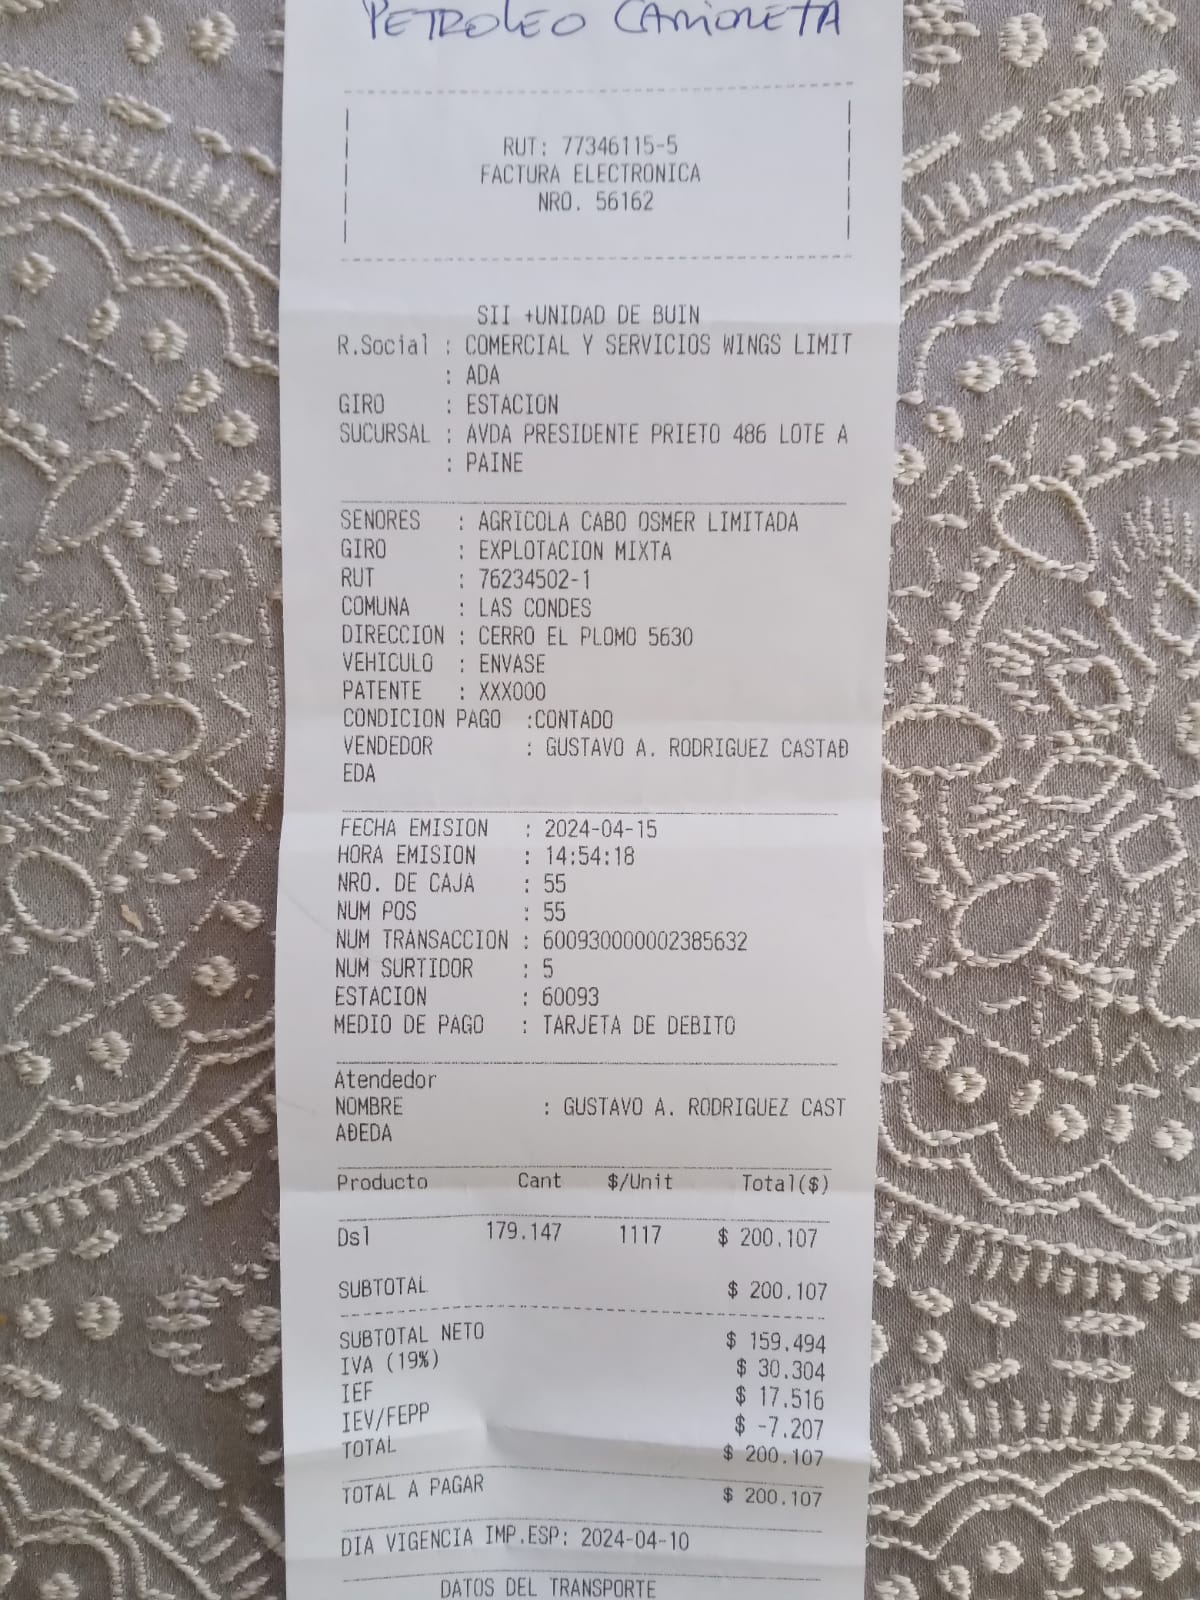 PETROLEO CAMIONETA
RUT: 77346115-5
FACTURA ELECTRONICA
NRO. 56162
SII +UNIDAD DE BUIN
R.Social : COMERCIAL Y SERVICIOS WINGS LIMIT
: ADA
GIRO : ESTACION
SUCURSAL : AVDA PRESIDENTE PRIETO 486 LOTE A
: PAINE
SENORES : AGRICOLA CABO OSMER LIMITADA
GIRO : EXPLOTACION MIXTA
RUT : 76234502-1
COMUNA : LAS CONDES
DIRECCION : CERRO EL PLOMO 5630
VEHICULO : ENVASE
PATENTE : XXX000
CONDICION PAGO :CONTADO
VENDEDOR : GUSTAVO A. RODRIGUEZ CASTAÐ
EDA
FECHA EMISION : 2024-04-15
HORA EMISION : 14:54:18
NRO. DE CAJA : 55
NUM POS : 55
NUM TRANSACCION : 600930000002385632
NUM SURTIDOR : 5
ESTACION : 60093
MEDIO DE PAGO : TARJETA DE DEBITO
Atendedor
NOMBRE : GUSTAVO A. RODRIGUEZ CAST
AÐEDA
Producto Cant $/Unit Total($)
Dsl 179.147 1117 $ 200.107
SUBTOTAL $ 200.107
SUBTOTAL NETO $ 159.494
IVA (19%) $ 30.304
IEF $ 17.516
IEV/FEPP $ -7.207
TOTAL $ 200.107
TOTAL A PAGAR $ 200.107
DIA VIGENCIA IMP.ESP: 2024-04-10
DATOS DEL TRANSPORTE